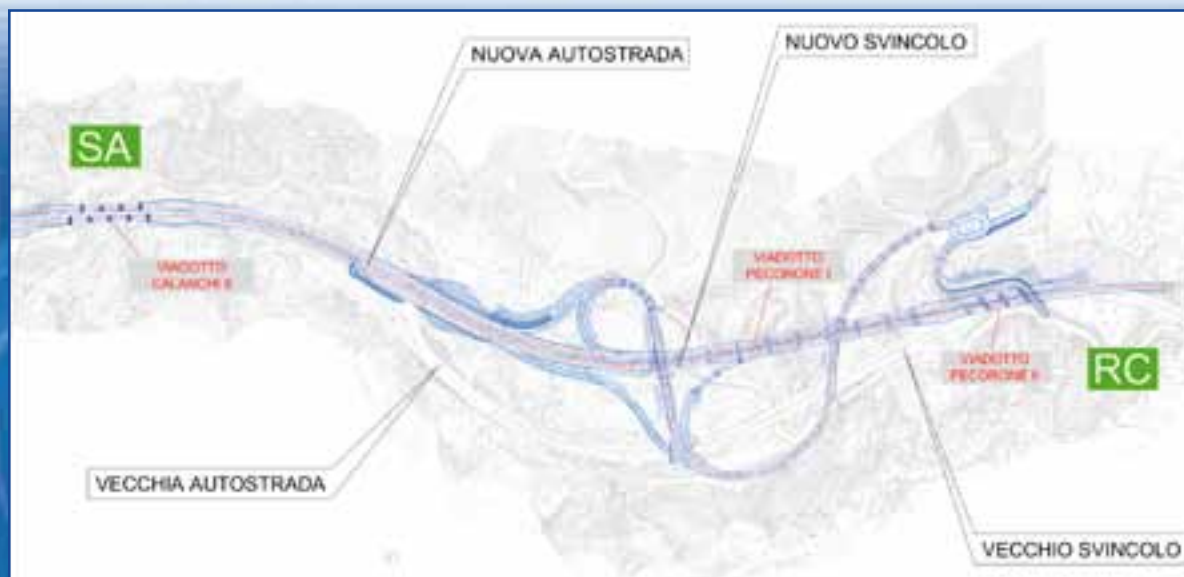 NUOVA AUTOSTRADA
NUOVO SVINCOLO
SA
VIADOTTO
CALANCHI II
VIADOTTO
PECORONE I
VIADOTTO
PECORONE II
RC
VECCHIA AUTOSTRADA
VECCHIO SVINCOLO